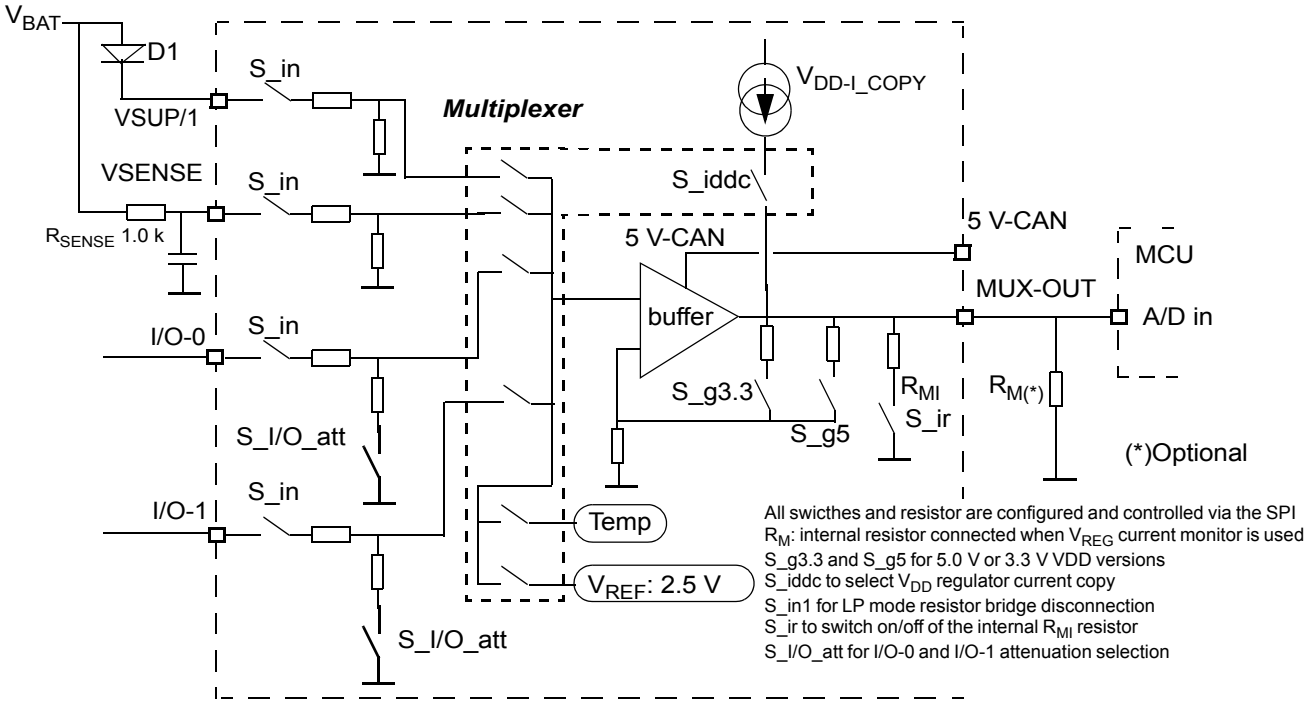 VBAT
D1
S_in
VDD-I_COPY
VSUP/1
Multiplexer
VSENSE
S_in
S_iddc
RSENSE 1.0 k
5 V-CAN
5 V-CAN
MCU
MUX-OUT
I/O-0
S_in
buffer
A/D in
S_g3.3
RMI
RM(*)
S_ir
S_I/O_att
S_g5
(*)Optional
S_in
I/O-1
Temp
VREF: 2.5 V
S_I/O_att
All swicthes and resistor are configured and controlled via the SPI
RM: internal resistor connected when VREG current monitor is used
S_g3.3 and S_g5 for 5.0 V or 3.3 V VDD versions
S_iddc to select VDD regulator current copy
S_in1 for LP mode resistor bridge disconnection
S_ir to switch on/off of the internal RMI resistor
S_I/O_att for I/O-0 and I/O-1 attenuation selection